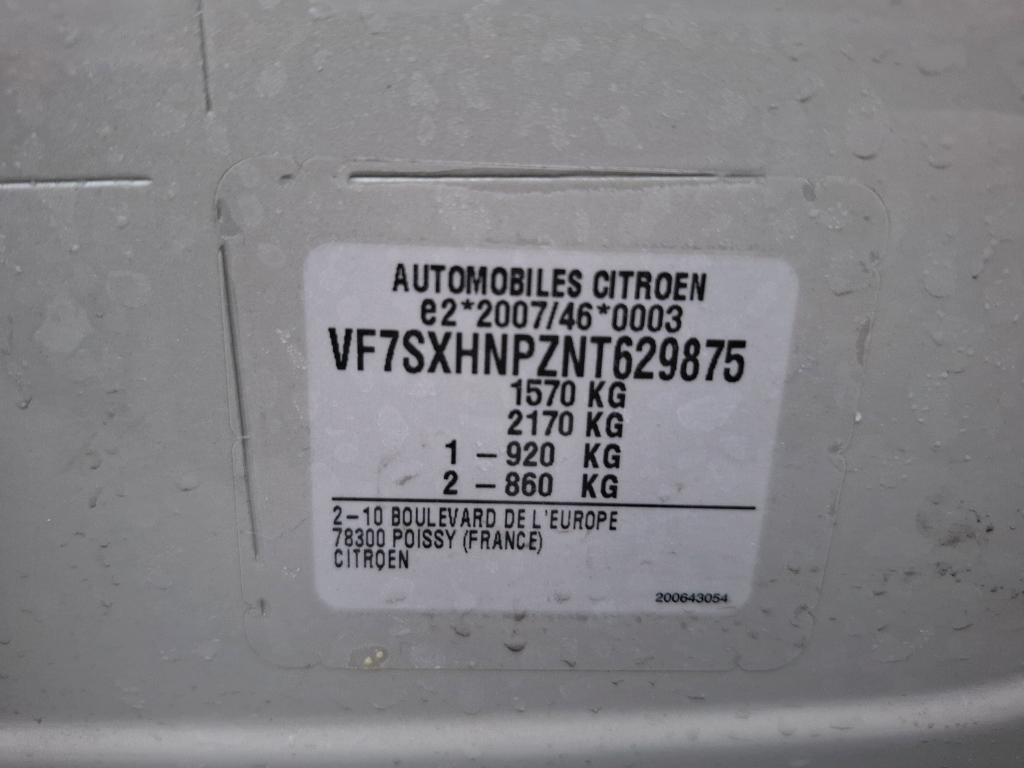 AUTOMOBILES CITROEN
e2*2007/46*0003
VF7SXHNPZNT629875
1570 KG
2170 KG
1 - 920 KG
2 - 860 KG
2-10 BOULEVARD DE L'EUROPE
78300 POISSY (FRANCE)
CITROEN
200643054